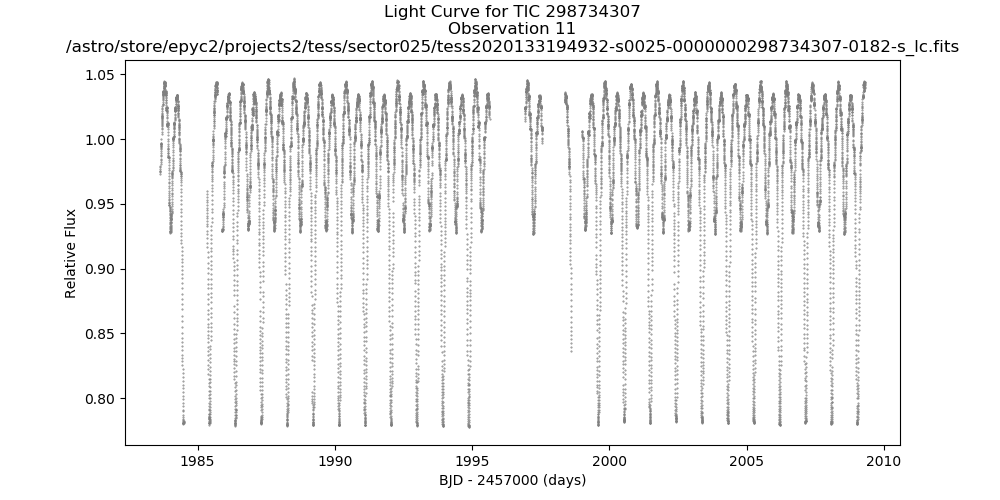 Light Curve for TIC 298734307
Observation 11
/astro/store/epyc2/projects2/tess/sector025/tess2020133194932-s0025-0000000298734307-0182-s_lc.fits
1.05
1.00
0.95
0.90
0.85
0.80
Relative Flux
1985
1990
1995
2000
2005
2010
BJD - 2457000 (days)